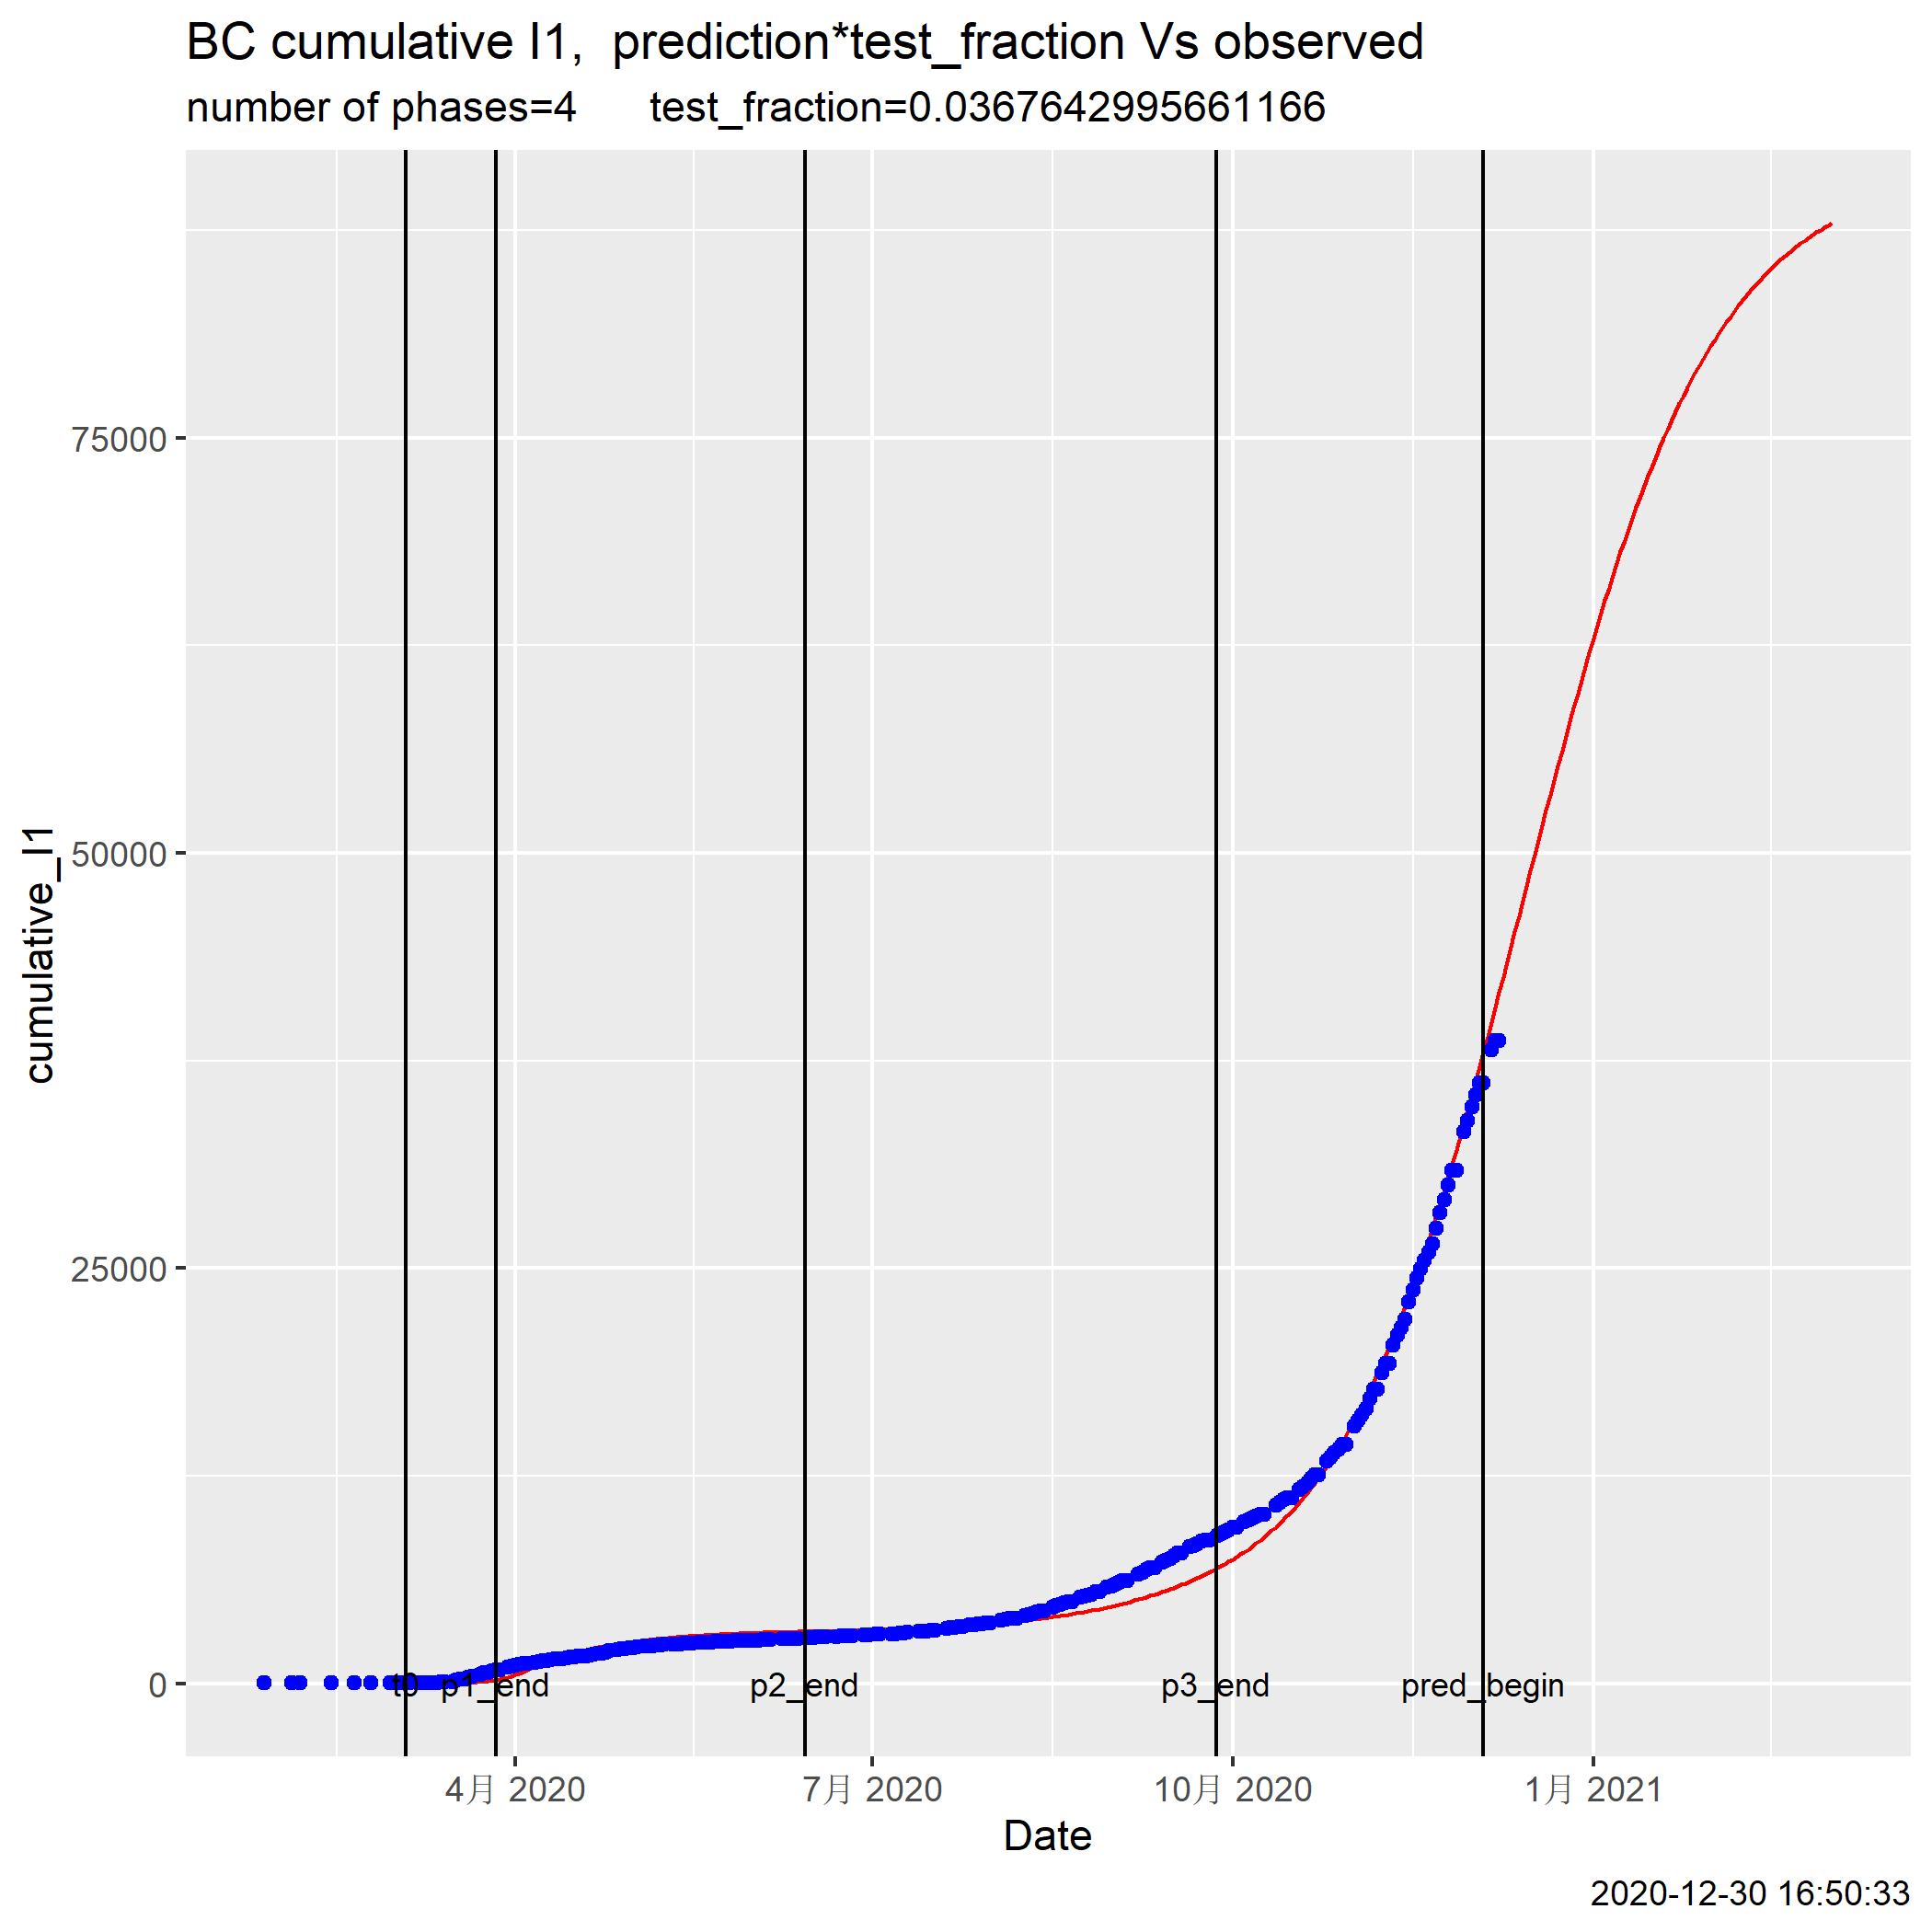 BC cumulative I1,  prediction*test_fraction Vs observed
number of phases=4      test_fraction=0.0367642995661166
cumulative_I1
75000
50000
25000
0
t0 p1_end p2_end p3_end pred_begin
4月 2020 7月 2020 10月 2020 1月 2021
Date
2020-12-30 16:50:33